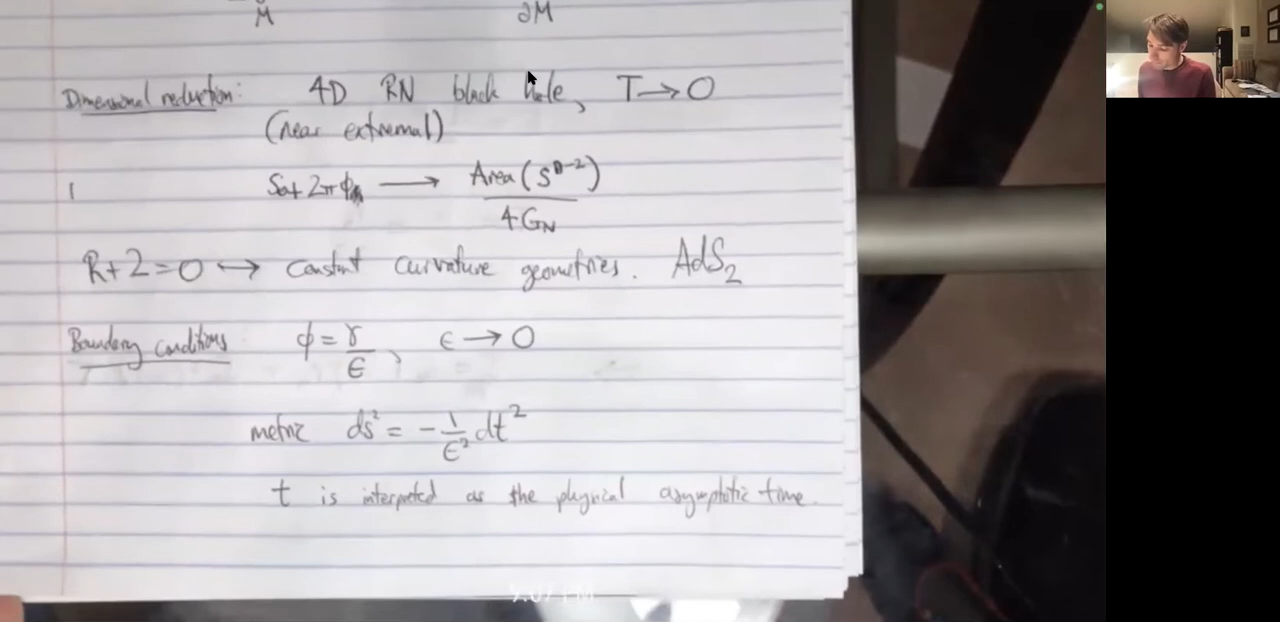 M ∂M
Dimensional reduction: 4D RN black hole, T→0
(near extremal)
S₀+2πφₕ → Area(S^{D-2})
4G_N
R+2=0 → Constant curvature geometries. AdS₂
Boundary conditions φ = γ/ϵ, ϵ→0
metric ds² = -1/ϵ² dt²
t is interpreted as the physical asymptotic time.